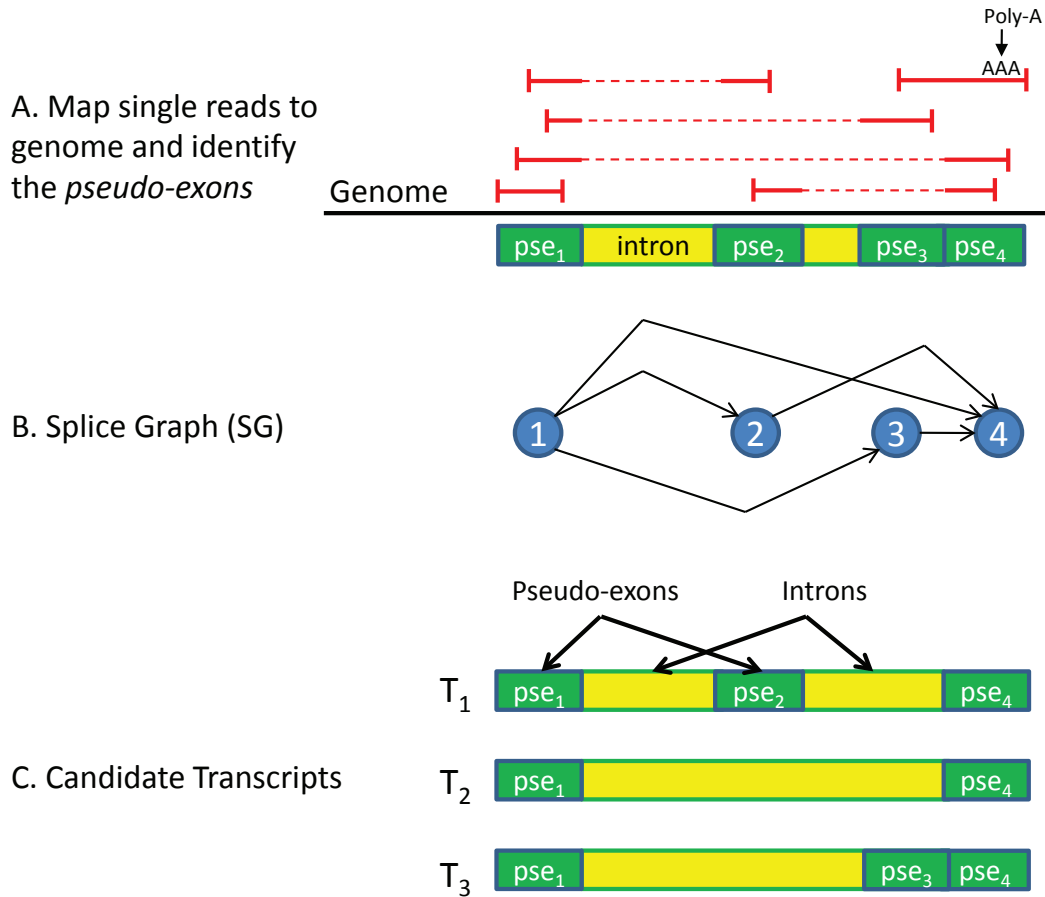 Poly-A
AAA
A. Map single reads to
genome and identify
the pseudo-exons
Genome
pse₁ intron pse₂ pse₃ pse₄
B. Splice Graph (SG)
1 2 3 4
Pseudo-exons Introns
T₁ pse₁ pse₂ pse₄
C. Candidate Transcripts
T₂ pse₁ pse₄
T₃ pse₁ pse₃ pse₄